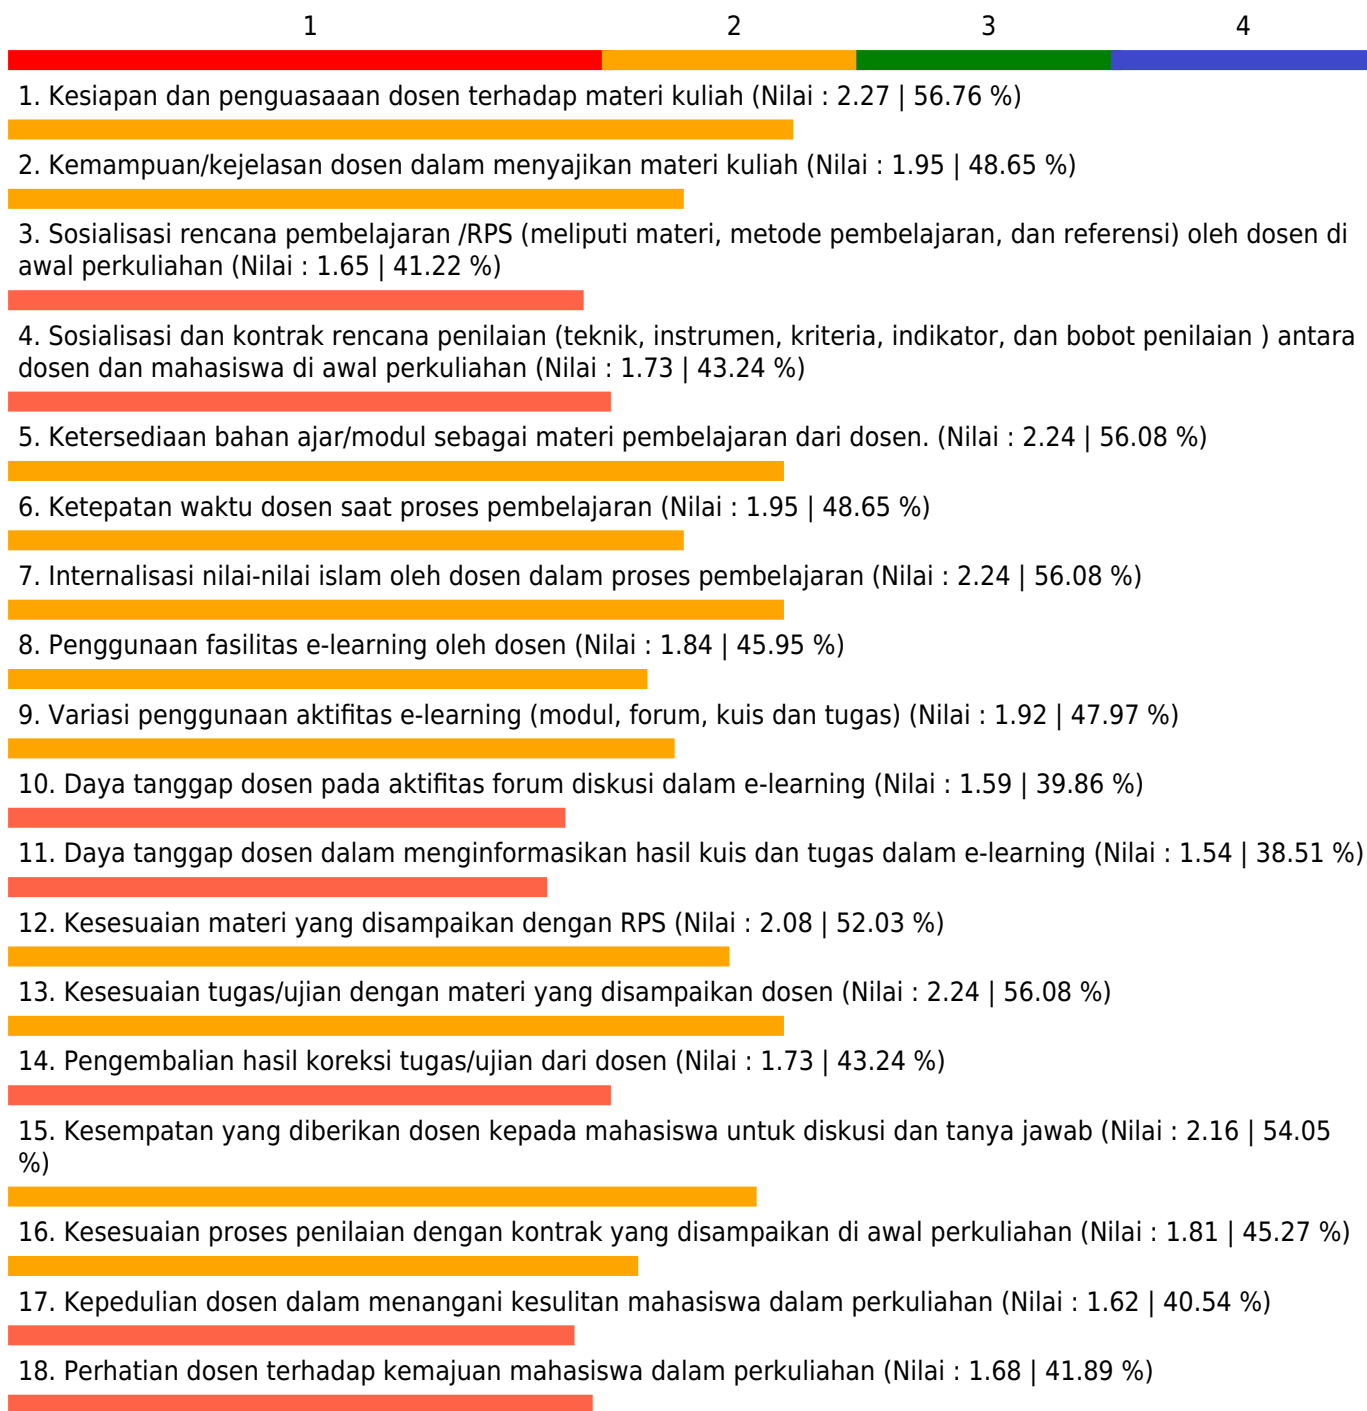 1 2 3 4
1. Kesiapan dan penguasaaan dosen terhadap materi kuliah (Nilai : 2.27 | 56.76 %)
2. Kemampuan/kejelasan dosen dalam menyajikan materi kuliah (Nilai : 1.95 | 48.65 %)
3. Sosialisasi rencana pembelajaran /RPS (meliputi materi, metode pembelajaran, dan referensi) oleh dosen di
awal perkuliahan (Nilai : 1.65 | 41.22 %)
4. Sosialisasi dan kontrak rencana penilaian (teknik, instrumen, kriteria, indikator, dan bobot penilaian ) antara
dosen dan mahasiswa di awal perkuliahan (Nilai : 1.73 | 43.24 %)
5. Ketersediaan bahan ajar/modul sebagai materi pembelajaran dari dosen. (Nilai : 2.24 | 56.08 %)
6. Ketepatan waktu dosen saat proses pembelajaran (Nilai : 1.95 | 48.65 %)
7. Internalisasi nilai-nilai islam oleh dosen dalam proses pembelajaran (Nilai : 2.24 | 56.08 %)
8. Penggunaan fasilitas e-learning oleh dosen (Nilai : 1.84 | 45.95 %)
9. Variasi penggunaan aktifitas e-learning (modul, forum, kuis dan tugas) (Nilai : 1.92 | 47.97 %)
10. Daya tanggap dosen pada aktifitas forum diskusi dalam e-learning (Nilai : 1.59 | 39.86 %)
11. Daya tanggap dosen dalam menginformasikan hasil kuis dan tugas dalam e-learning (Nilai : 1.54 | 38.51 %)
12. Kesesuaian materi yang disampaikan dengan RPS (Nilai : 2.08 | 52.03 %)
13. Kesesuaian tugas/ujian dengan materi yang disampaikan dosen (Nilai : 2.24 | 56.08 %)
14. Pengembalian hasil koreksi tugas/ujian dari dosen (Nilai : 1.73 | 43.24 %)
15. Kesempatan yang diberikan dosen kepada mahasiswa untuk diskusi dan tanya jawab (Nilai : 2.16 | 54.05
%)
16. Kesesuaian proses penilaian dengan kontrak yang disampaikan di awal perkuliahan (Nilai : 1.81 | 45.27 %)
17. Kepedulian dosen dalam menangani kesulitan mahasiswa dalam perkuliahan (Nilai : 1.62 | 40.54 %)
18. Perhatian dosen terhadap kemajuan mahasiswa dalam perkuliahan (Nilai : 1.68 | 41.89 %)